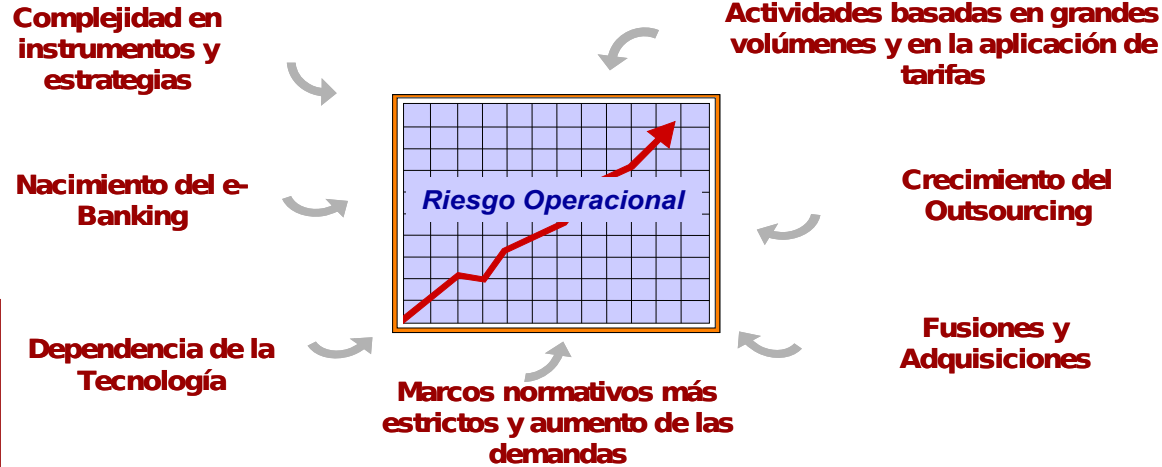 Complejidad en
instrumentos y
estrategias
Actividades basadas en grandes
volúmenes y en la aplicación de
tarifas
Nacimiento del e-
Banking
Riesgo Operacional
Crecimiento del
Outsourcing
Dependencia de la
Tecnología
Fusiones y
Adquisiciones
Marcos normativos más
estrictos y aumento de las
demandas